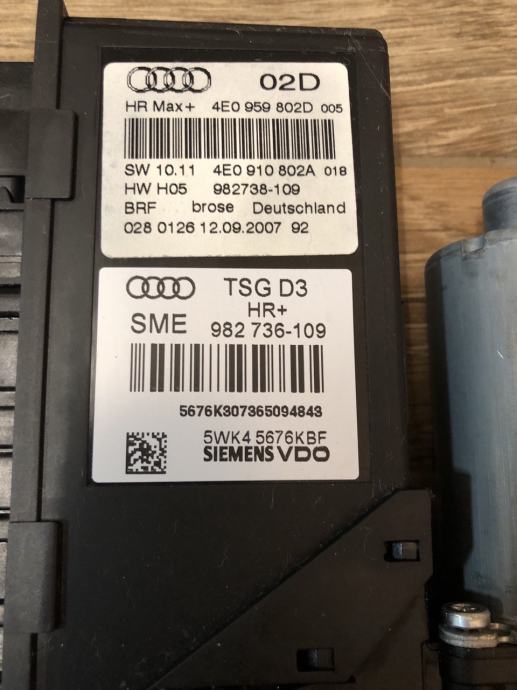 02D
HR Max+ 4E0 959 802D 005
SW 10.11 4E0 910 802A 018
HW H05 982738-109
BRF brose Deutschland
028 0126 12.09.2007 92
TSG D3
HR+
SME 982 736-109
5676K307365094843
5WK4 5676KBF
SIEMENS VDO